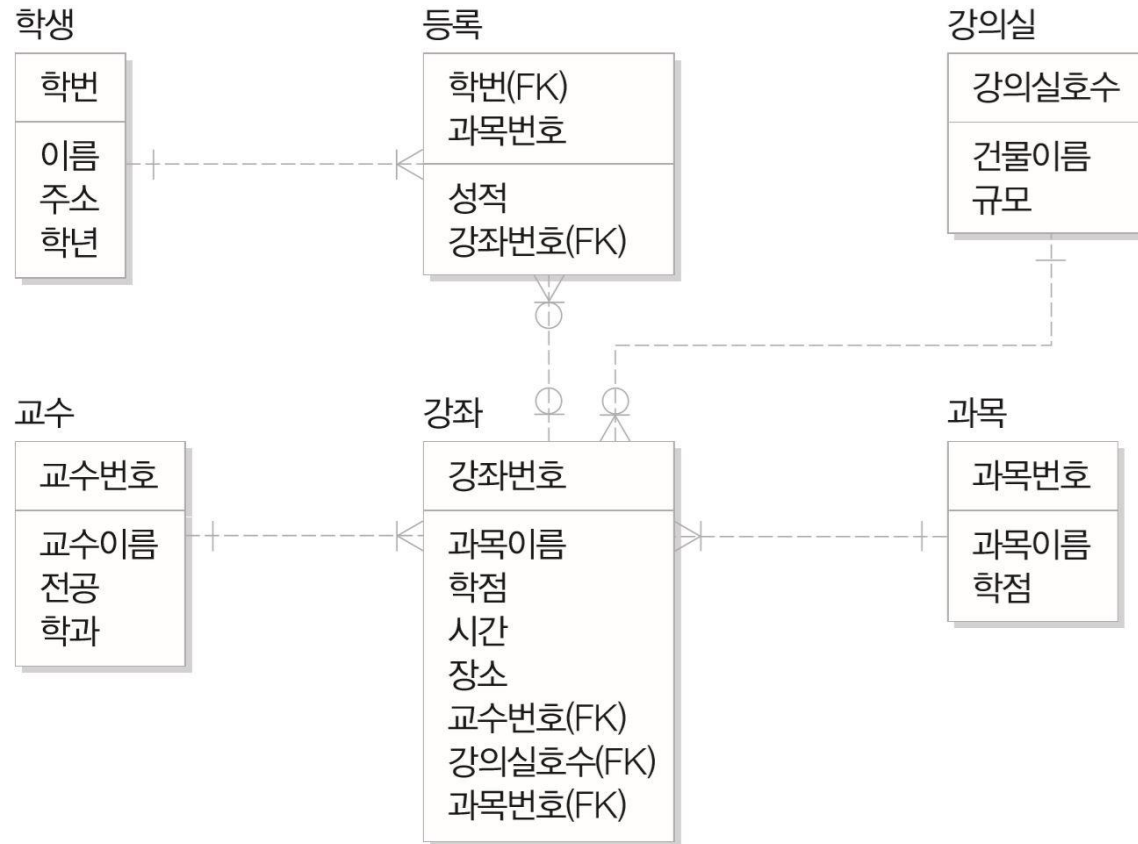 학생
학번
이름
주소
학년
등록
학번(FK)
과목번호
성적
강좌번호(FK)
강의실
강의실호수
건물이름
규모
교수
교수번호
교수이름
전공
학과
강좌
강좌번호
과목이름
학점
시간
장소
교수번호(FK)
강의실호수(FK)
과목번호(FK)
과목
과목번호
과목이름
학점